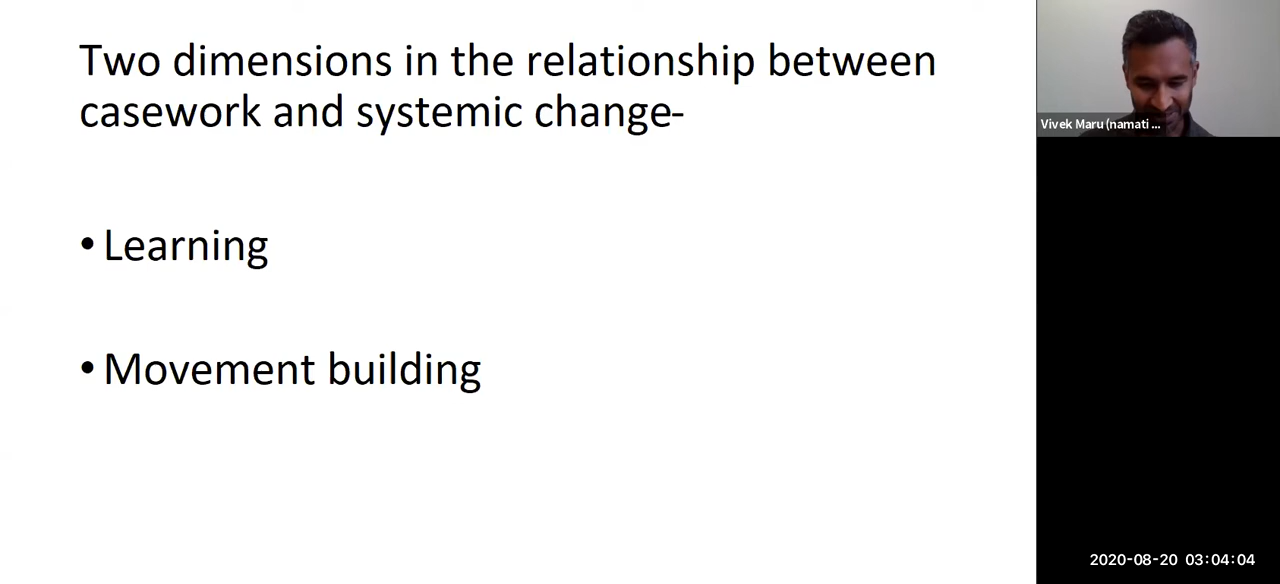 Two dimensions in the relationship between
casework and systemic change-
• Learning
• Movement building
Vivek Maru (namati ...
2020-08-20 03:04:04